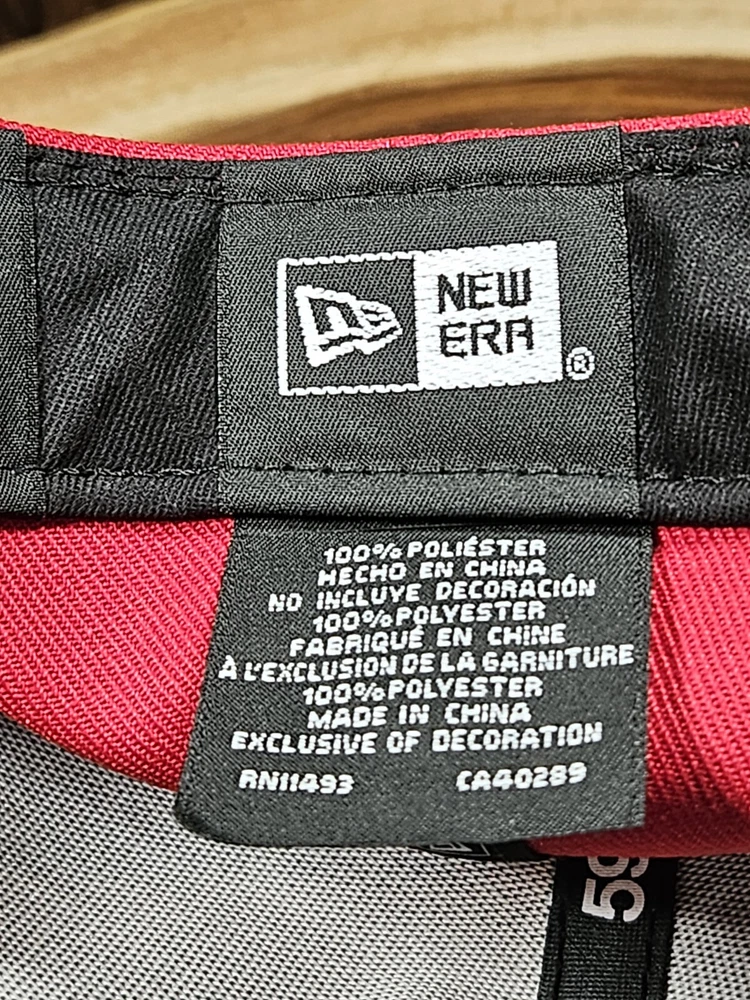 NEW
ERA
®
100% POLIÉSTER
HECHO EN CHINA
NO INCLUYE DECORACIÓN
100% POLYESTER
FABRIQUÉ EN CHINE
À L'EXCLUSION DE LA GARNITURE
100% POLYESTER
MADE IN CHINA
EXCLUSIVE OF DECORATION
RN11493 CA40289
59